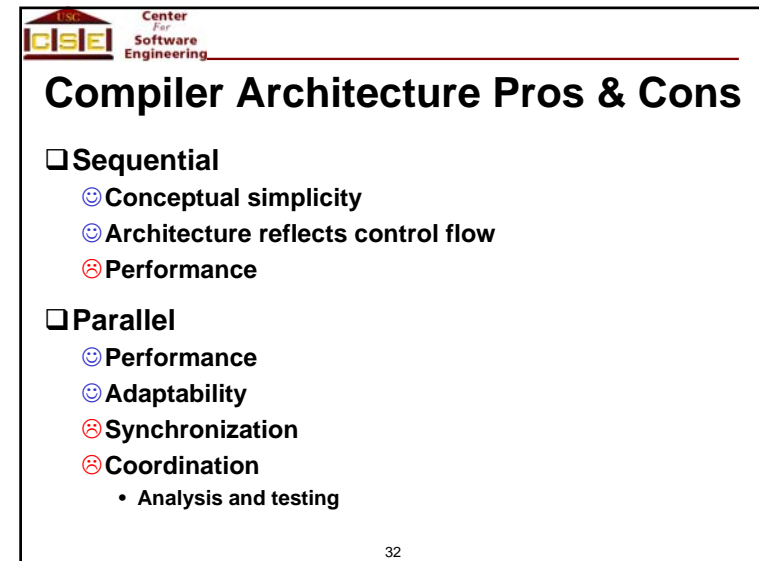 USC
CSE
Center
For
Software
Engineering
Compiler Architecture Pros & Cons
❑Sequential
☺Conceptual simplicity
☺Architecture reflects control flow
☹Performance
❑Parallel
☺Performance
☺Adaptability
☹Synchronization
☹Coordination
• Analysis and testing
32